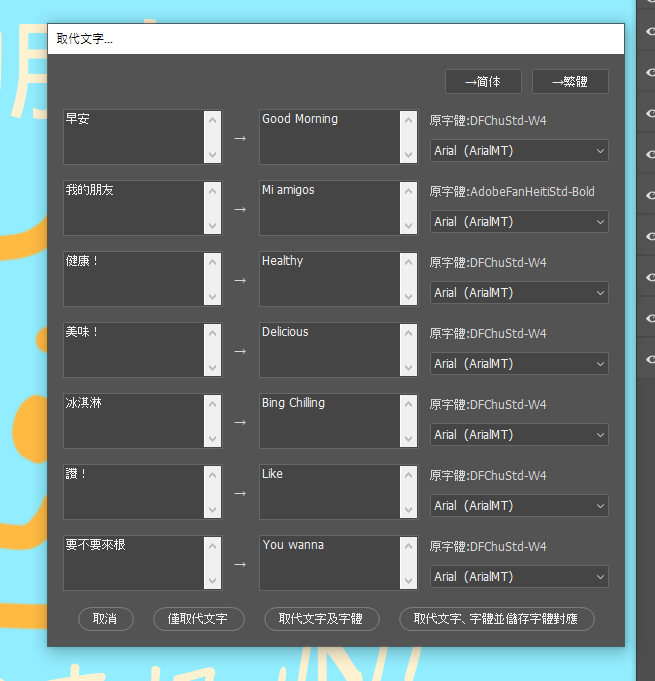 取代文字...
→简体
→繁體
早安
→
Good Morning
原字體:DFChuStd-W4
Arial (ArialMT)
我的朋友
→
Mi amigos
原字體:AdobeFanHeitiStd-Bold
Arial (ArialMT)
健康！
→
Healthy
原字體:DFChuStd-W4
Arial (ArialMT)
美味！
→
Delicious
原字體:DFChuStd-W4
Arial (ArialMT)
冰淇淋
→
Bing Chilling
原字體:DFChuStd-W4
Arial (ArialMT)
讚！
→
Like
原字體:DFChuStd-W4
Arial (ArialMT)
要不要來根
→
You wanna
原字體:DFChuStd-W4
Arial (ArialMT)
取消
僅取代文字
取代文字及字體
取代文字、字體並儲存字體對應